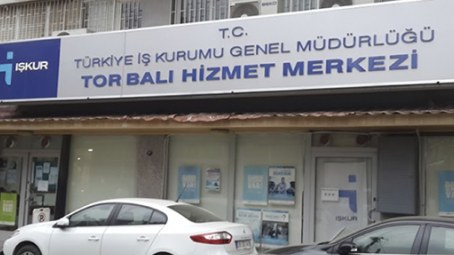 İŞKUR
T.C.
TÜRKİYE İŞ KURUMU GENEL MÜDÜRLÜĞÜ
TORBALI HİZMET MERKEZİ
İŞKUR